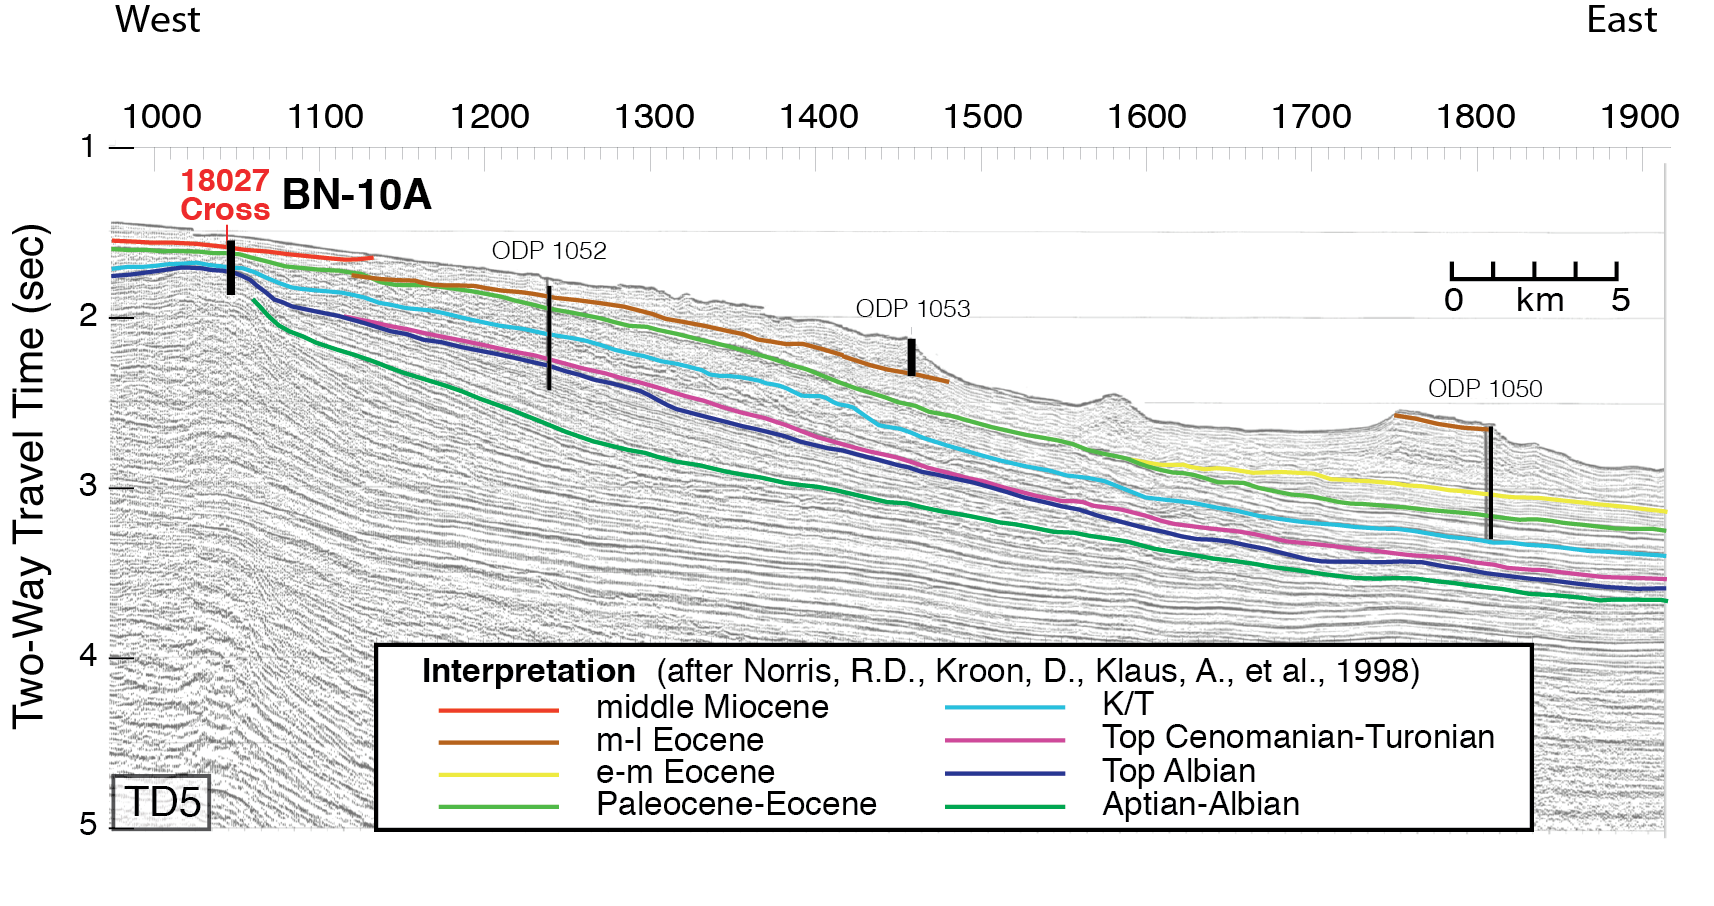 West
East
1000 1100 1200 1300 1400 1500 1600 1700 1800 1900
1
18027
Cross
BN-10A
ODP 1052
ODP 1053
0 km 5
2
ODP 1050
3
4
5
Two-Way Travel Time (sec)
Interpretation (after Norris, R.D., Kroon, D., Klaus, A., et al., 1998)
middle Miocene
m-l Eocene
e-m Eocene
Paleocene-Eocene
K/T
Top Cenomanian-Turonian
Top Albian
Aptian-Albian
TD5